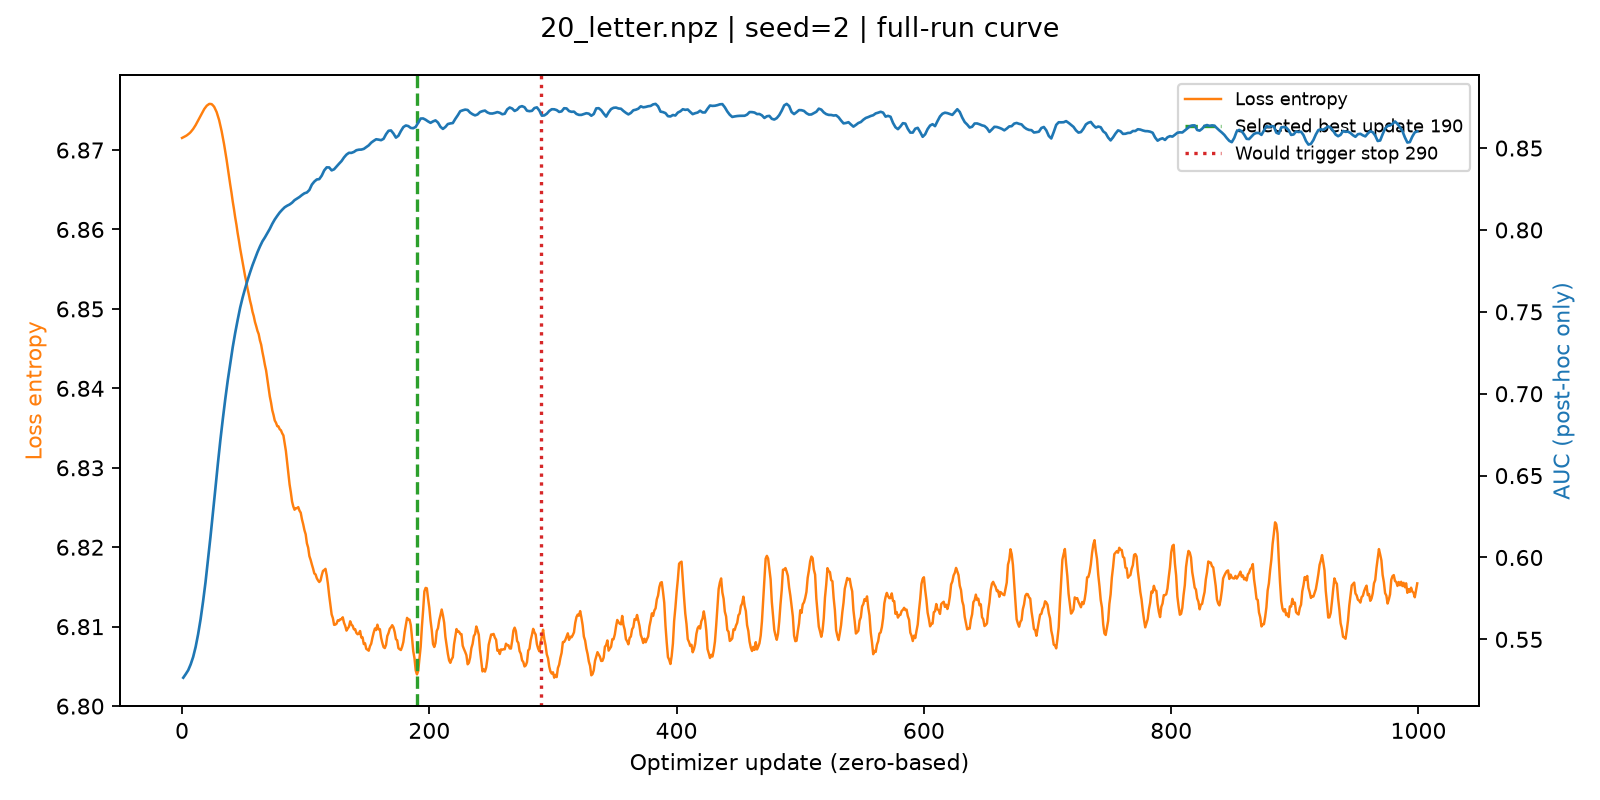 20_letter.npz | seed=2 | full-run curve
Loss entropy
Selected best update 190
Would trigger stop 290
6.87
6.86
6.85
6.84
6.83
6.82
6.81
6.80
Loss entropy
0.85
0.80
0.75
0.70
0.65
0.60
0.55
AUC (post-hoc only)
0 200 400 600 800 1000
Optimizer update (zero-based)